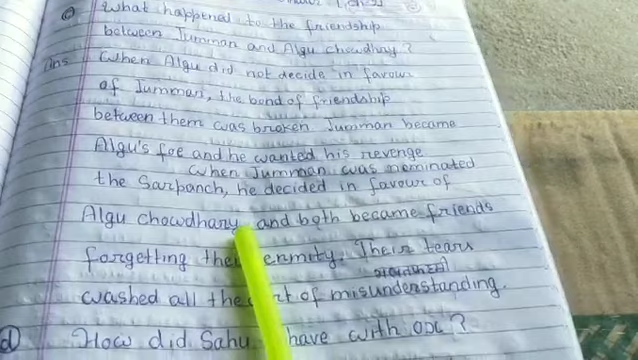 (c) What happened to the friendship
between Jumman and Algu chowdhay?
Ans When Algu did not decide in favour
of Jumman, the bond of friendship
between them was broken. Jumman became
Algu's foe and he wanted his revenge
When Jumman was nominated
the Sarpanch, he decided in favour of
Algu chowdhary and both became friends
forgetting their enmity. Their tears
washed all the of misunderstanding.
(d) How did Sahu have with ox?